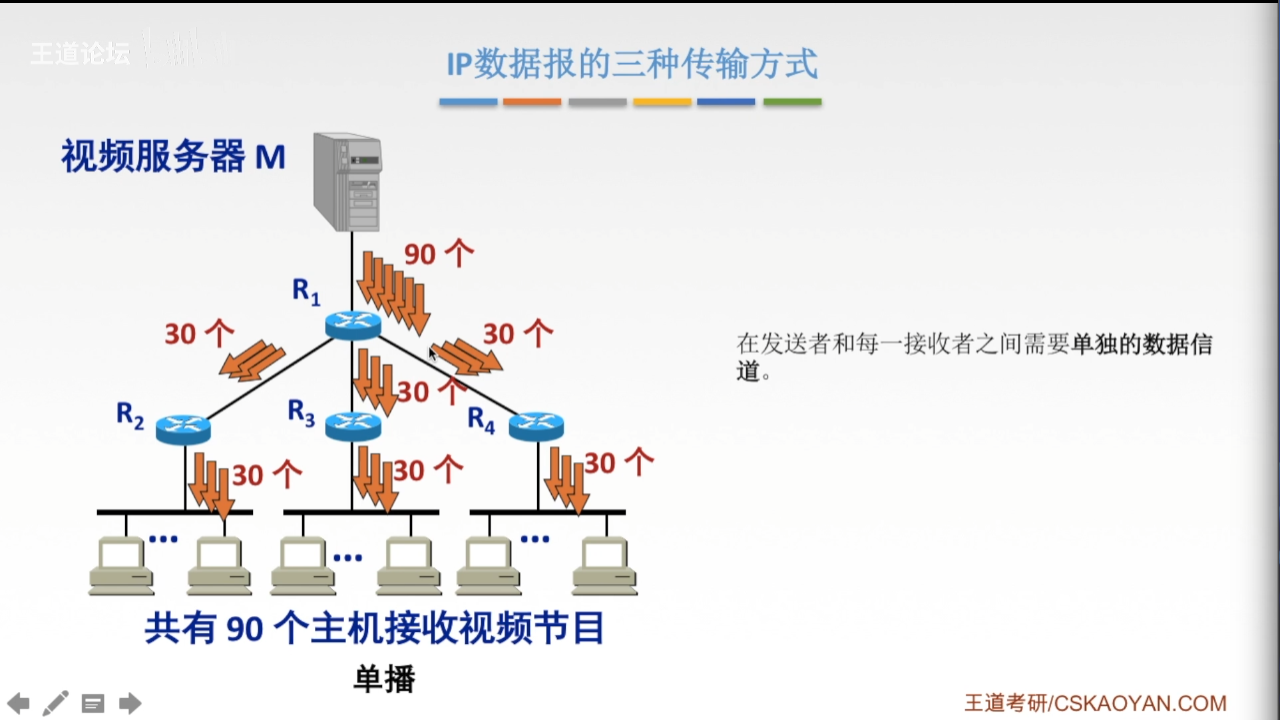 王道论坛
IP数据报的三种传输方式
视频服务器 M
90 个
R1
30 个
30 个
30 个
R2
R3
R4
30 个
30 个
30 个
在发送者和每一接收者之间需要单独的数据信
道。
...
...
...
共有 90 个主机接收视频节目
单播
王道考研/CSKAOYAN.COM